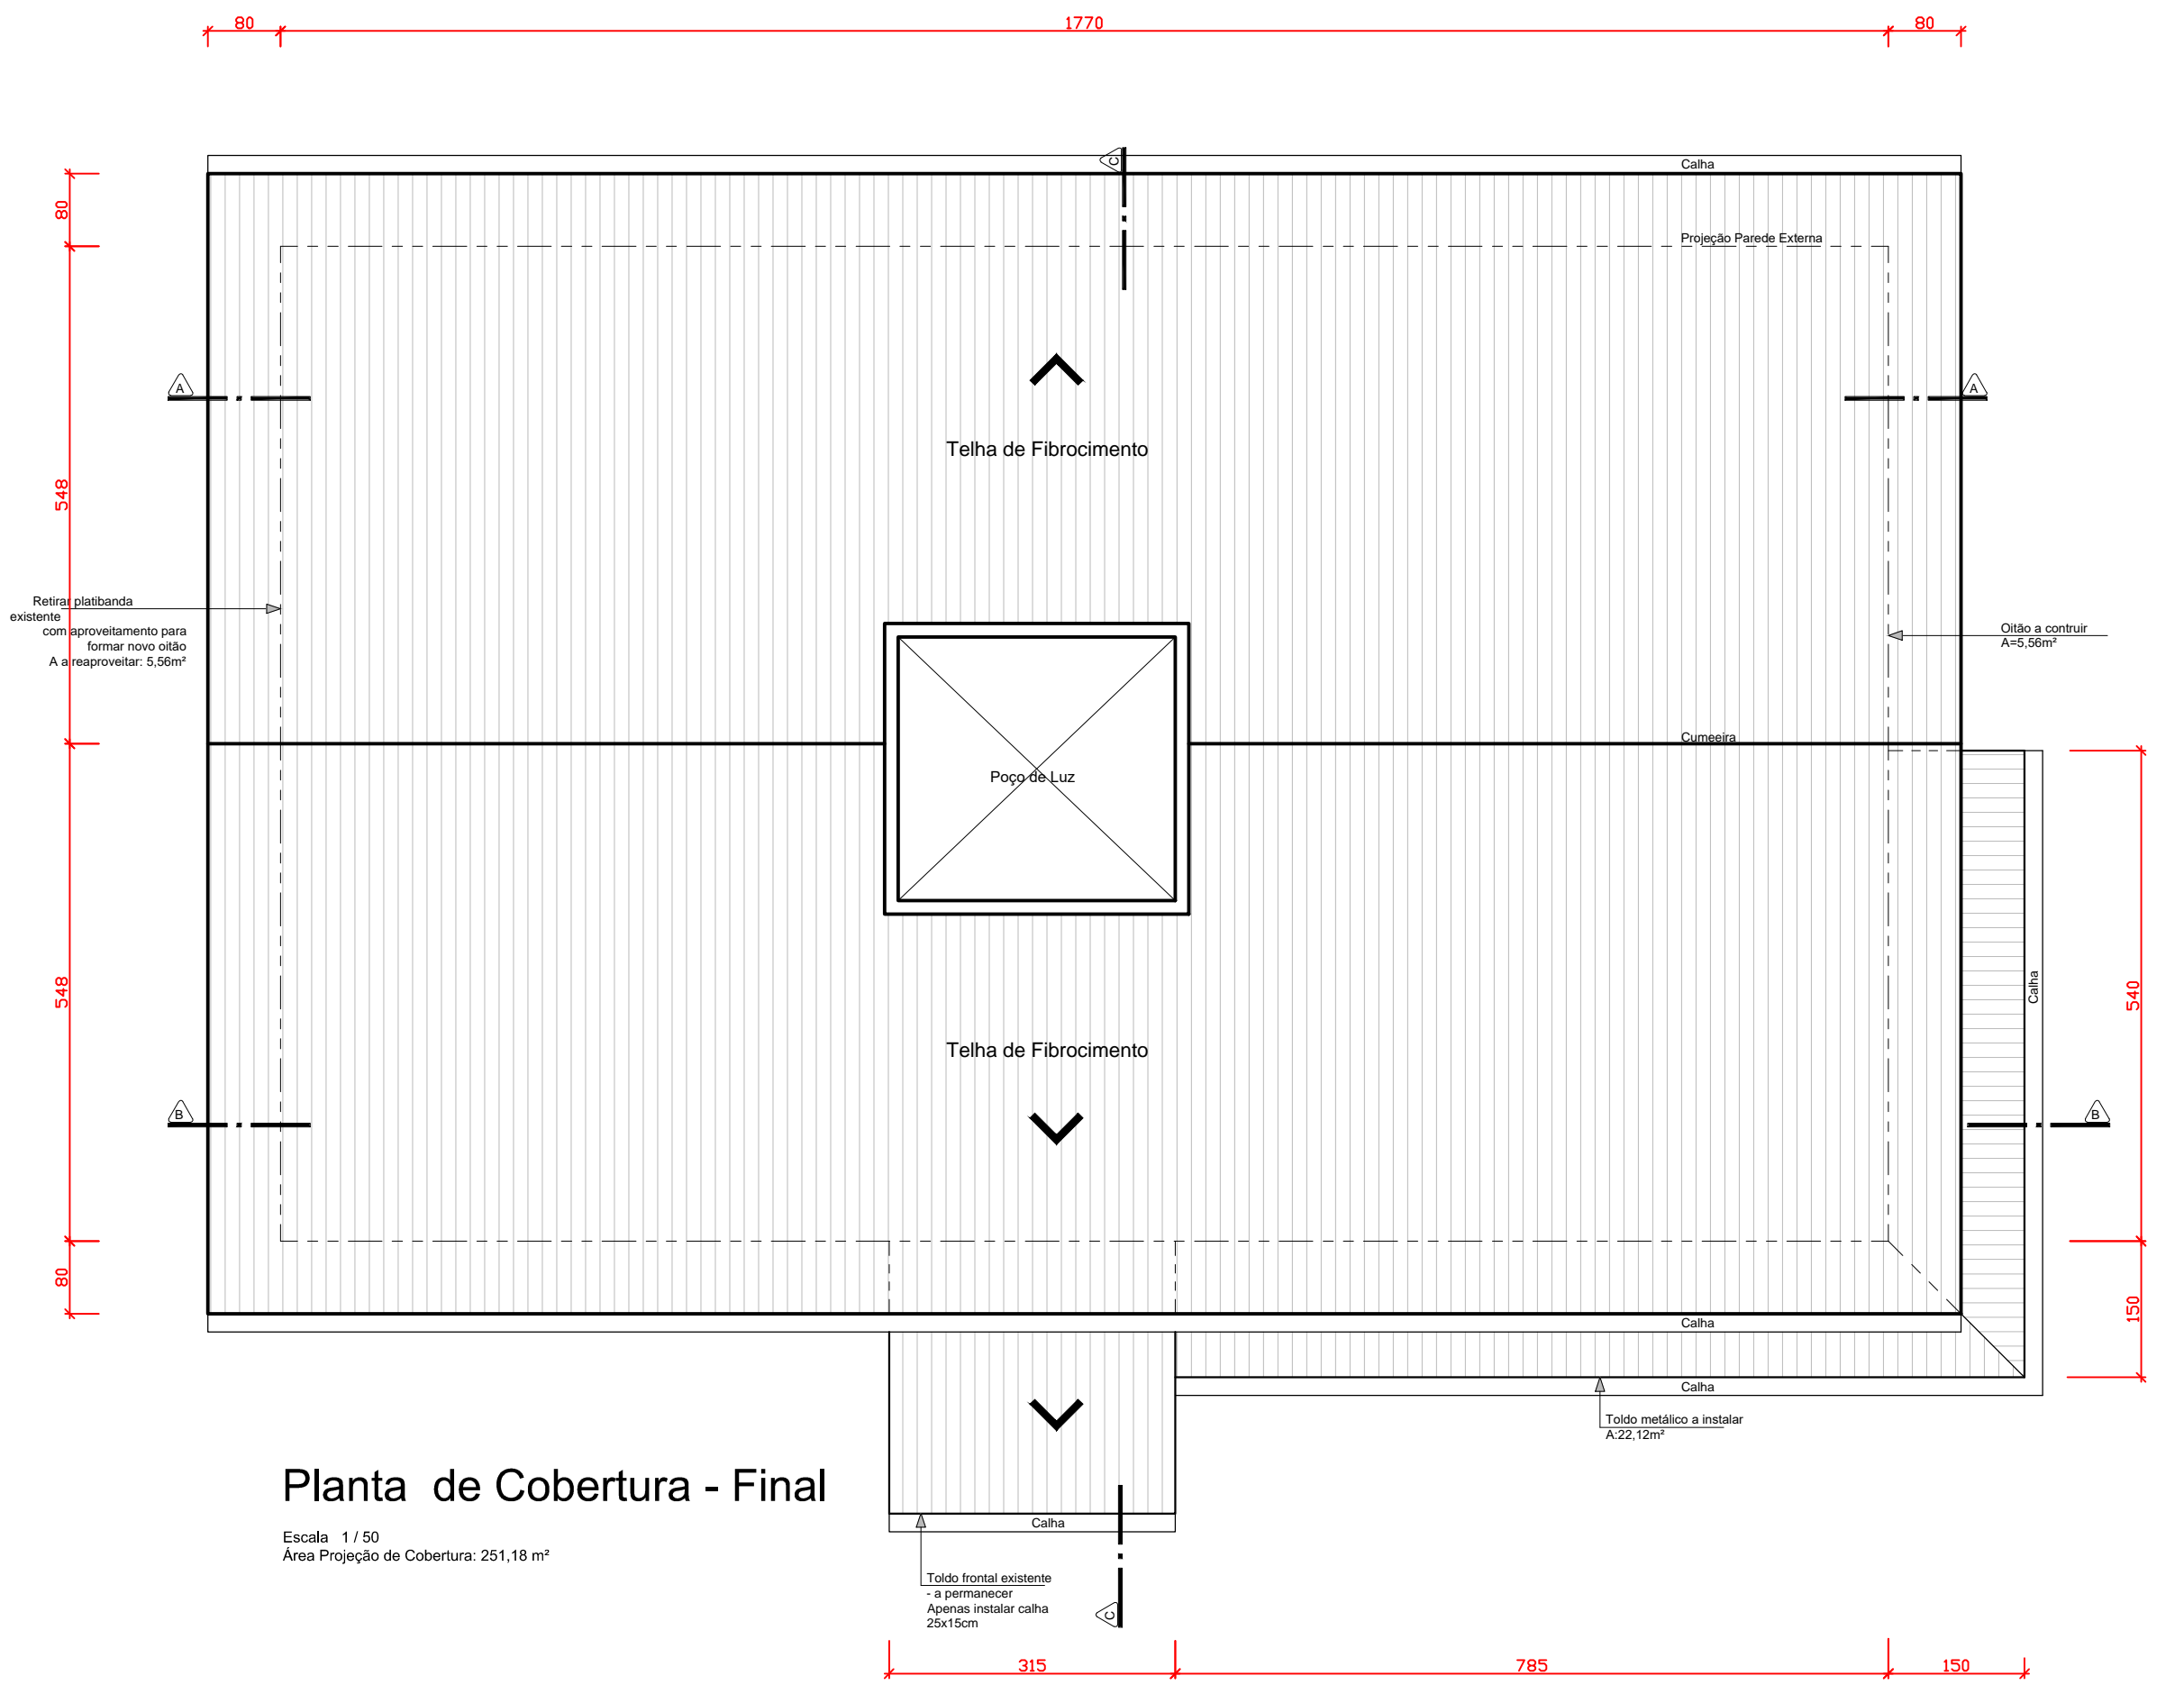 80
1770
80
C
Calha
80
Projeção Parede Externa
A
A
Telha de Fibrocimento
548
Retirar platibanda
existente
com aproveitamento para
formar novo oitão
A a reaproveitar: 5,56m²
Oitão a contruir
A=5,56m²
Cumeeira
Poço de Luz
548
Calha
540
Telha de Fibrocimento
B
B
80
150
Calha
Calha
Toldo metálico a instalar
A:22,12m²
Planta de Cobertura - Final
Escala 1 / 50
Área Projeção de Cobertura: 251,18 m²
Calha
Toldo frontal existente
- a permanecer
Apenas instalar calha
25x15cm
C
315
785
150